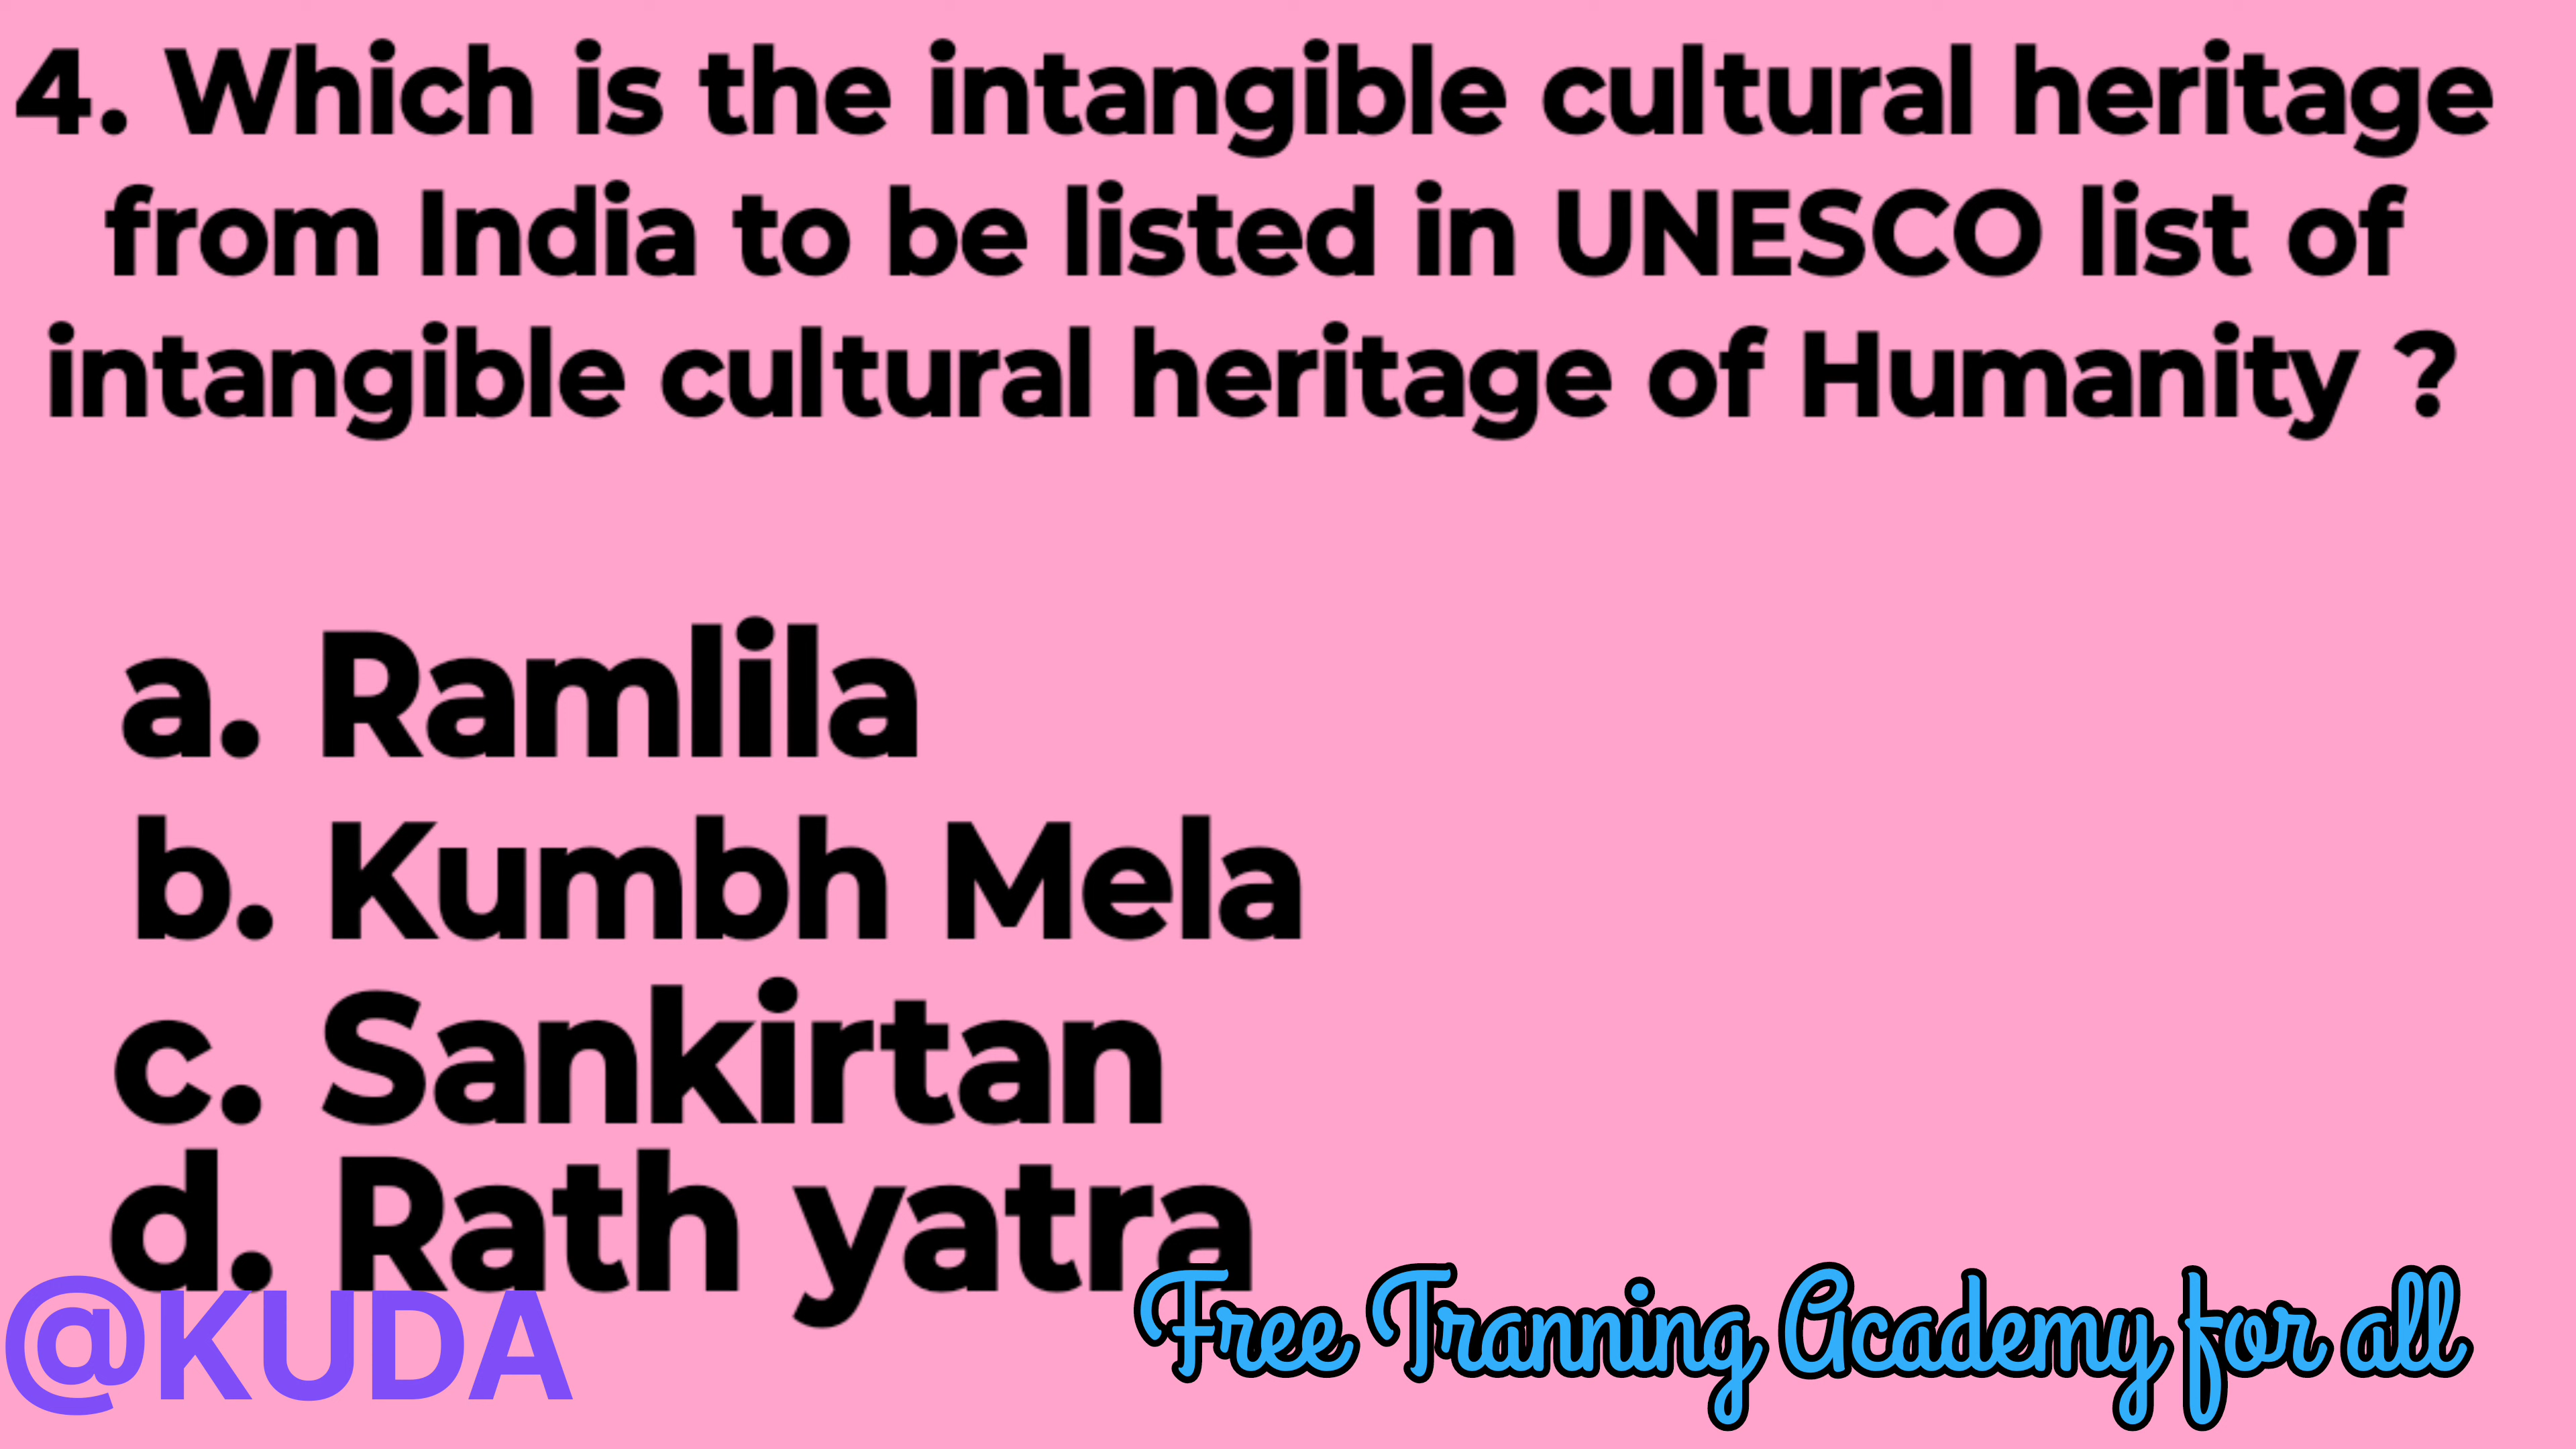 4. Which is the intangible cultural heritage
from India to be listed in UNESCO list of
intangible cultural heritage of Humanity ?
a. Ramlila
b. Kumbh Mela
c. Sankirtan
d. Rath yatra
@KUDA
Free Tranning Academy for all